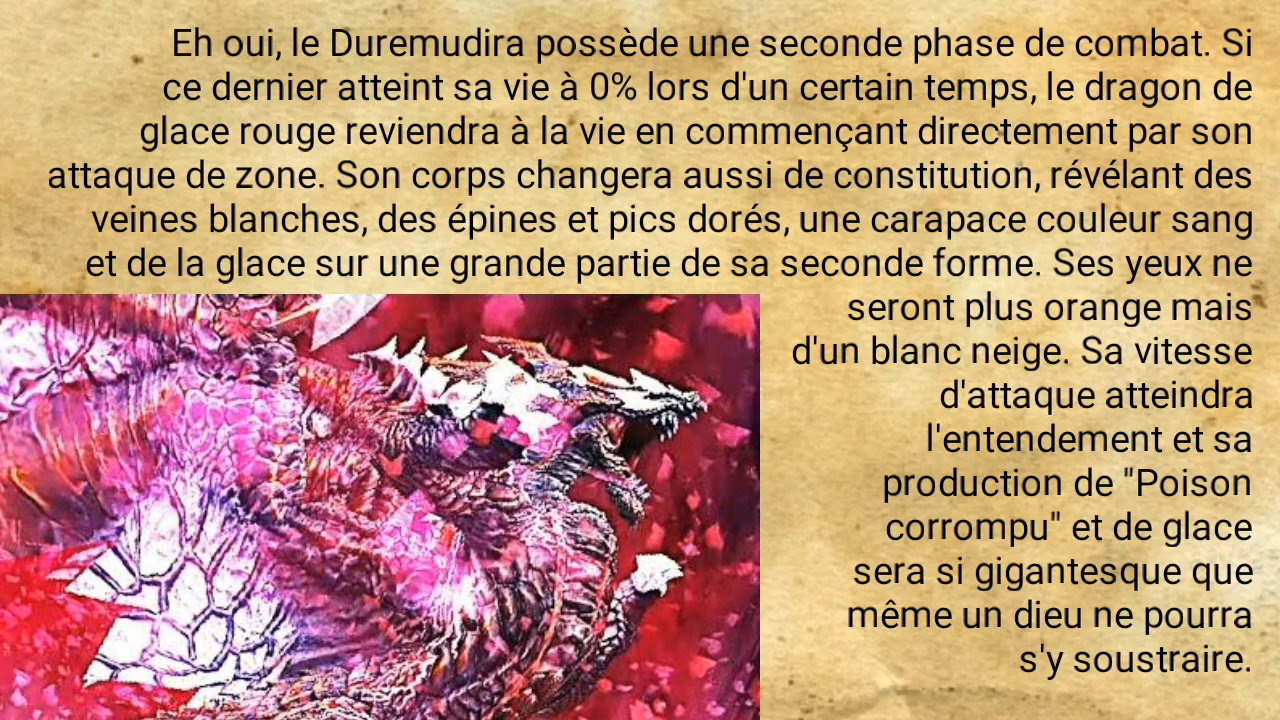 Eh oui, le Duremudira possède une seconde phase de combat. Si
ce dernier atteint sa vie à 0% lors d'un certain temps, le dragon de
glace rouge reviendra à la vie en commençant directement par son
attaque de zone. Son corps changera aussi de constitution, révélant des
veines blanches, des épines et pics dorés, une carapace couleur sang
et de la glace sur une grande partie de sa seconde forme. Ses yeux ne
seront plus orange mais
d'un blanc neige. Sa vitesse
d'attaque atteindra
l'entendement et sa
production de "Poison
corrompu" et de glace
sera si gigantesque que
même un dieu ne pourra
s'y soustraire.